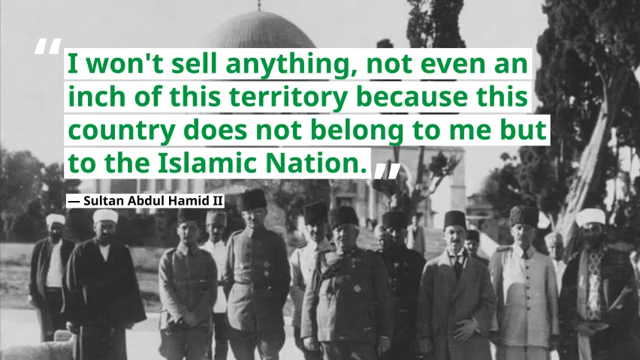 “
I won't sell anything, not even an
inch of this territory because this
country does not belong to me but
to the Islamic Nation. ”
— Sultan Abdul Hamid II